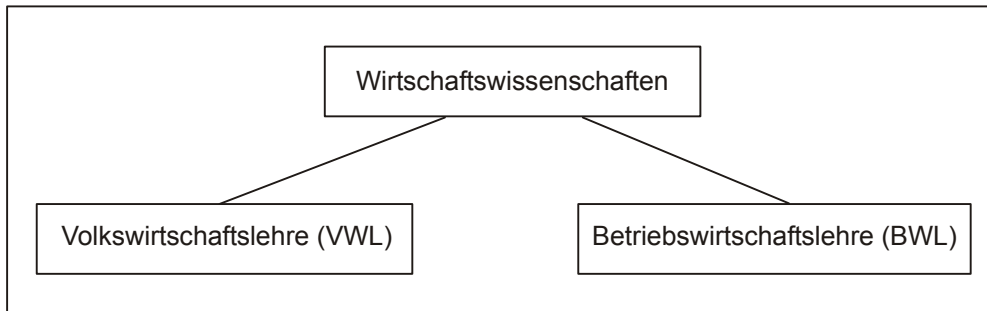 Wirtschaftswissenschaften
Volkswirtschaftslehre (VWL)
Betriebswirtschaftslehre (BWL)